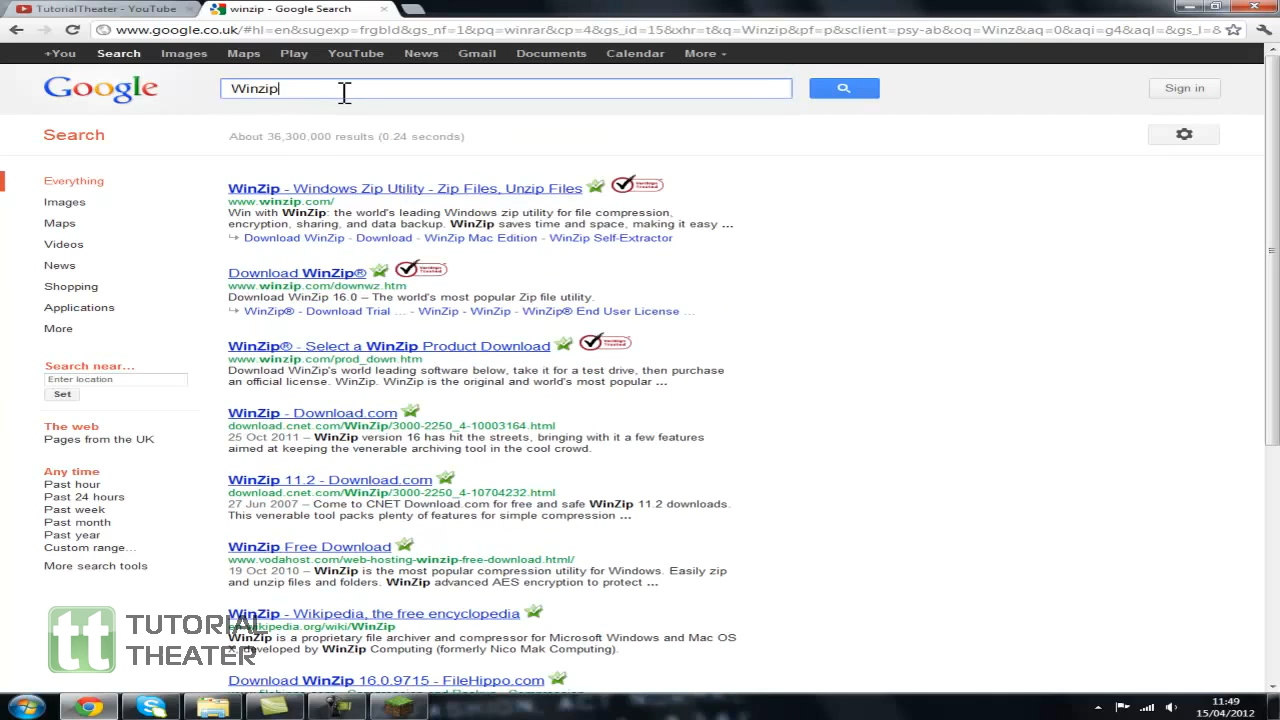 TutorialTheater - YouTube
winzip - Google Search
www.google.co.uk/#hl=en&sugexp=frgbld&gs_nf=1&pq=winrar&cp=4&gs_id=15&xhr=t&q=Winzip&pf=p&sclient=psy-ab&oq=Winz&aq=0&aqi=g4&aql=&gs_l=&
+You Search Images Maps Play YouTube News Gmail Documents Calendar More
Google
Winzip
Sign in
Search
About 36,300,000 results (0.24 seconds)
Everything
Images
Maps
Videos
News
Shopping
Applications
More
Search near...
Enter location
Set
The web
Pages from the UK
Any time
Past hour
Past 24 hours
Past week
Past month
Past year
Custom range...
More search tools
WinZip - Windows Zip Utility - Zip Files, Unzip Files
www.winzip.com/
Win with WinZip: the world's leading Windows zip utility for file compression,
encryption, sharing, and data backup. WinZip saves time and space, making it easy ...
Download WinZip - Download - WinZip Mac Edition - WinZip Self-Extractor
Download WinZip®
www.winzip.com/downwz.htm
Download WinZip 16.0 – The world's most popular Zip file utility.
WinZip® - Download Trial ... - WinZip - WinZip - WinZip® End User License ...
WinZip® - Select a WinZip Product Download
www.winzip.com/prod_down.htm
Download WinZip's world leading software below, take it for a test drive, then purchase
an official license. WinZip. WinZip is the original and world's most popular ...
WinZip - Download.com
download.cnet.com/WinZip/3000-2250_4-10003164.html
25 Oct 2011 – WinZip version 16 has hit the streets, bringing with it a few features
aimed at keeping the venerable archiving tool in the cool crowd.
WinZip 11.2 - Download.com
download.cnet.com/WinZip/3000-2250_4-10704232.html
27 Jun 2007 – Come to CNET Download.com for free and safe WinZip 11.2 downloads.
This venerable tool packs plenty of features for simple compression ...
WinZip Free Download
www.vodahost.com/web-hosting-winzip-free-download.html/
19 Oct 2010 – WinZip is the most popular compression utility for Windows. Easily zip
and unzip files and folders. WinZip advanced AES encryption to protect ...
WinZip - Wikipedia, the free encyclopedia
en.wikipedia.org/wiki/WinZip
WinZip is a proprietary file archiver and compressor for Microsoft Windows and Mac OS
X, developed by WinZip Computing (formerly Nico Mak Computing).
Download WinZip 16.0.9715 - FileHippo.com
tt TUTORIAL
THEATER
11:49
15/04/2012